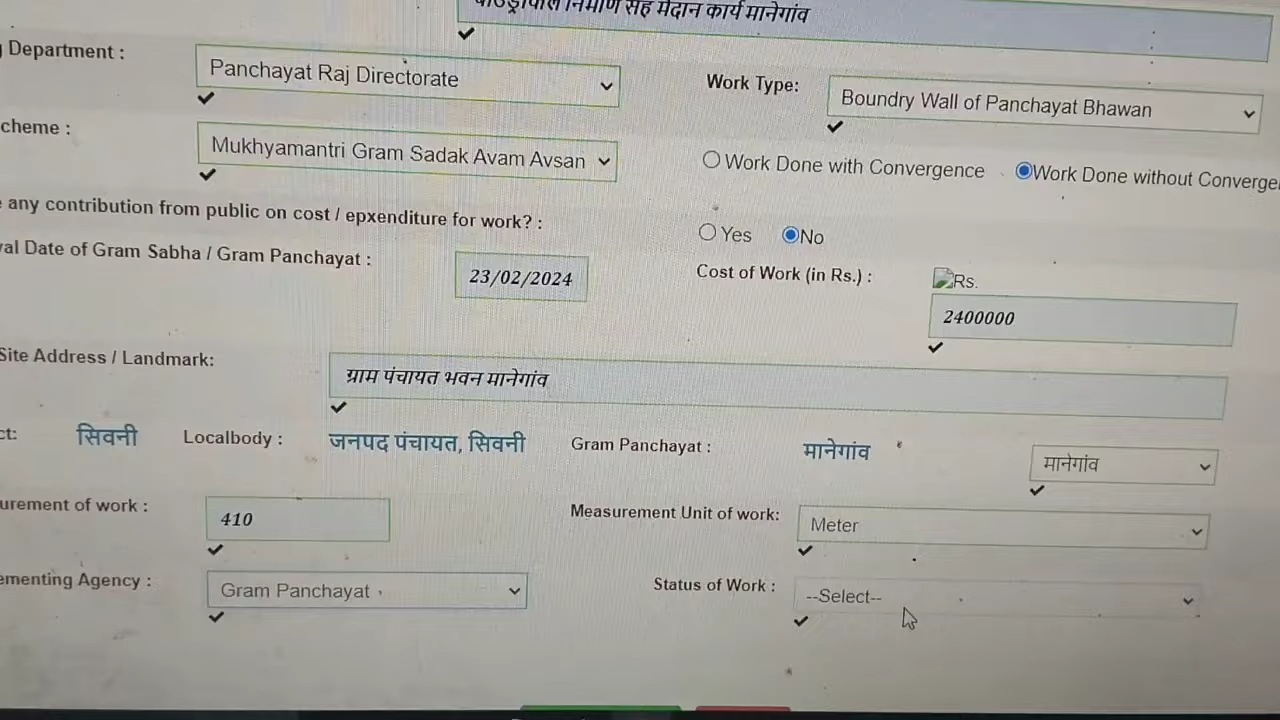 निर्माण सह मैदान कार्य मानेगांव
Department :
Panchayat Raj Directorate
Work Type:
Boundry Wall of Panchayat Bhawan
cheme :
Mukhyamantri Gram Sadak Avam Avsan
Work Done with Convergence
Work Done without Converge
any contribution from public on cost / epxenditure for work? :
Yes
No
val Date of Gram Sabha / Gram Panchayat :
23/02/2024
Cost of Work (in Rs.) :
Rs.
2400000
Site Address / Landmark:
ग्राम पंचायत भवन मानेगांव
ct:
सिवनी
Localbody :
जनपद पंचायत, सिवनी
Gram Panchayat :
मानेगांव
मानेगांव
urement of work :
410
Measurement Unit of work:
Meter
ementing Agency :
Gram Panchayat
Status of Work :
--Select--